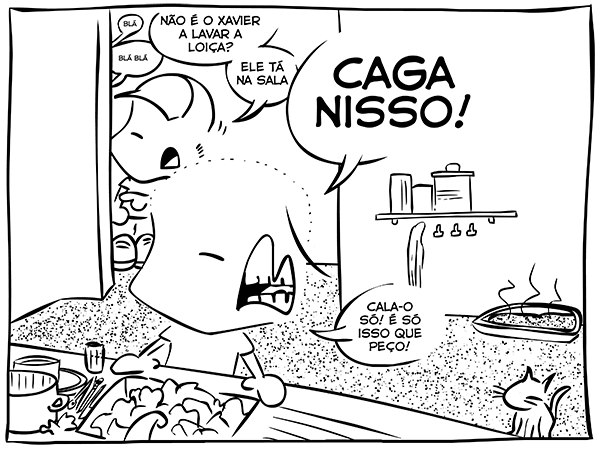 BLÁ
BLÁ BLÁ
NÃO É O XAVIER
A LAVAR A
LOIÇA?
ELE TÁ
NA SALA
CAGA
NISSO!
CALA-O
SÓ! É SÓ
ISSO QUE
PEÇO!